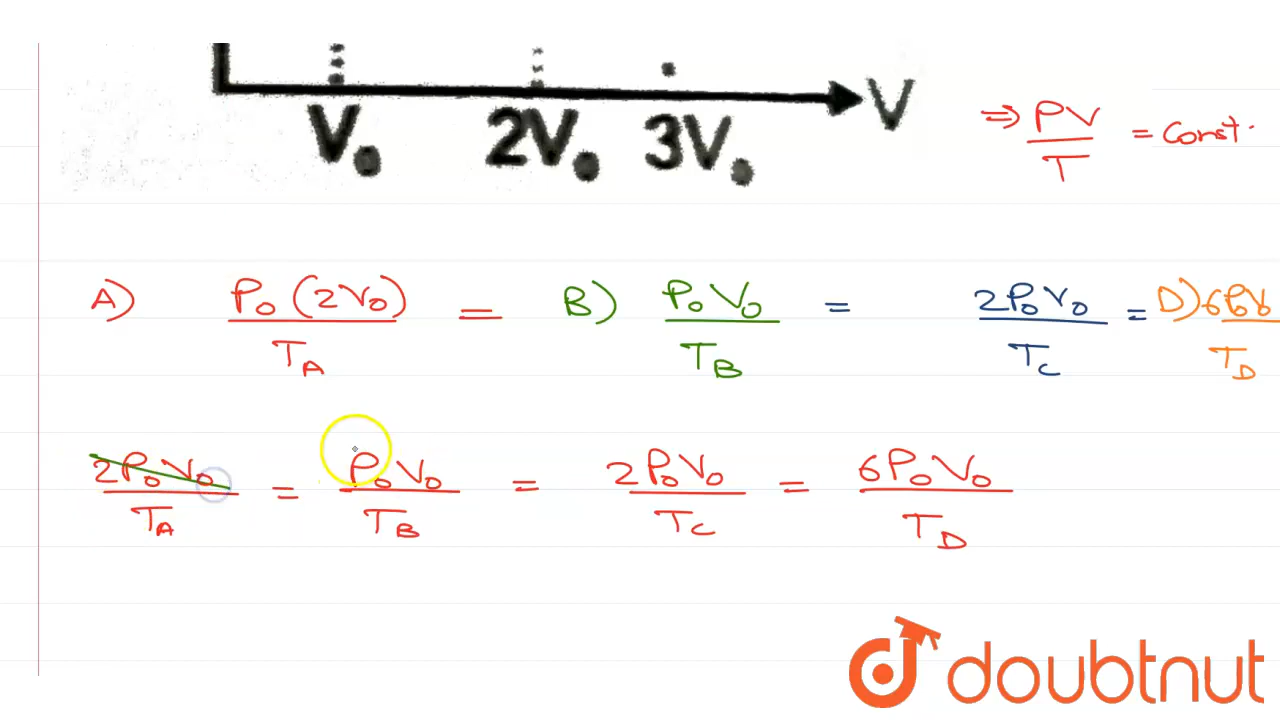 V
V₀ 2V₀ 3V₀
⇒ PV/T = Const.
A) P₀(2V₀)/T_A = B) P₀V₀/T_B = 2P₀V₀/T_C = D) 6P₀V₀/T_D
2P₀V₀/T_A = P₀V₀/T_B = 2P₀V₀/T_C = 6P₀V₀/T_D
doubtnut